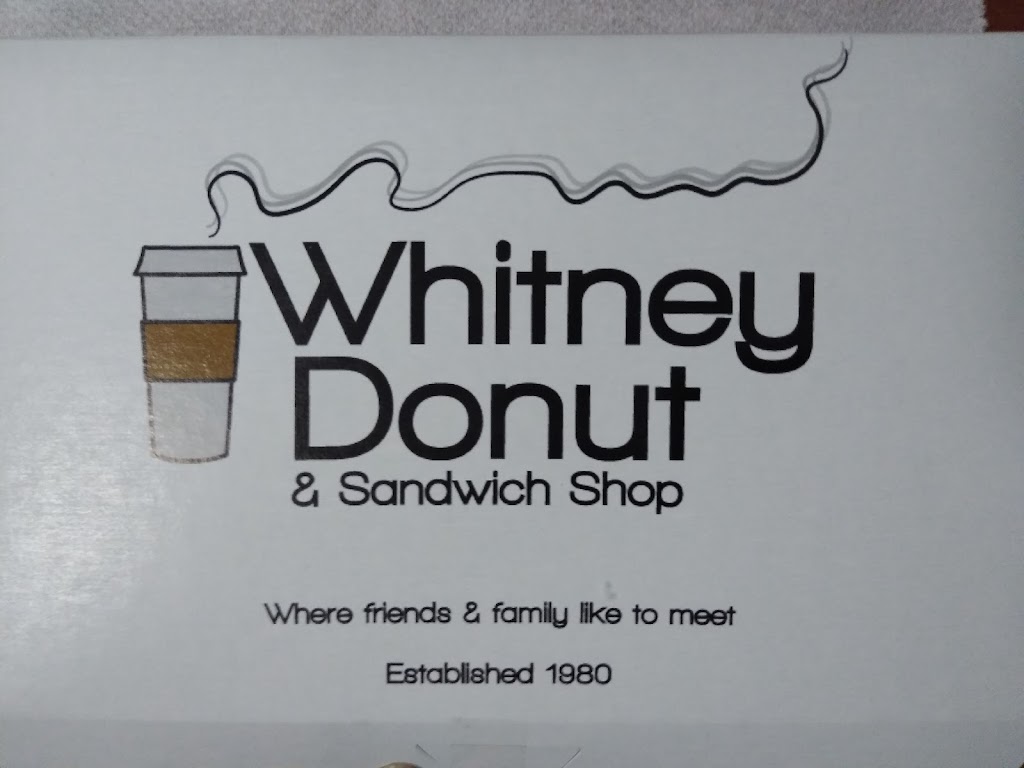 Whitney
Donut
& Sandwich Shop
Where friends & family like to meet
Established 1980